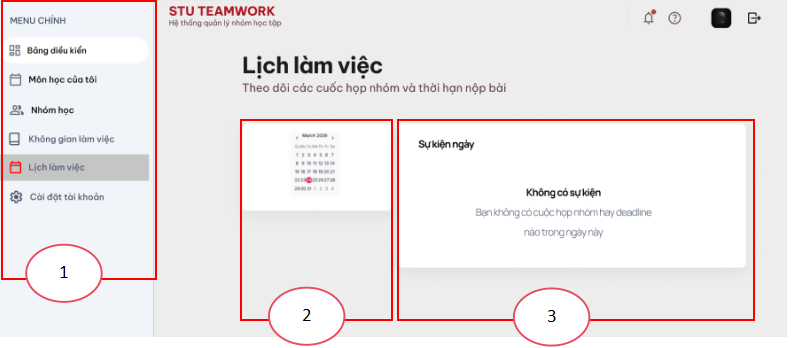 MENU CHÍNH
Bảng diều kiển
Môn học của tôi
Nhóm học
Không gian làm việc
Lịch làm việc
Cài đặt tài khoản
1
STU TEAMWORK
Hệ thống quản lý nhóm học tập
Lịch làm việc
Theo dõi các cuốc họp nhóm và thời hạn nộp bài
March 2026
Su Mo Tu We Th Fr Sa
1 2 3 4 5 6 7
8 9 10 11 12 13 14
15 16 17 18 19 20 21
22 23 24 25 26 27 28
29 30 31 1 2 3 4
2
Sự kiện ngày
Không có sự kiện
Bạn không có cuộc họp nhóm hay deadline
nào trong ngày này
3